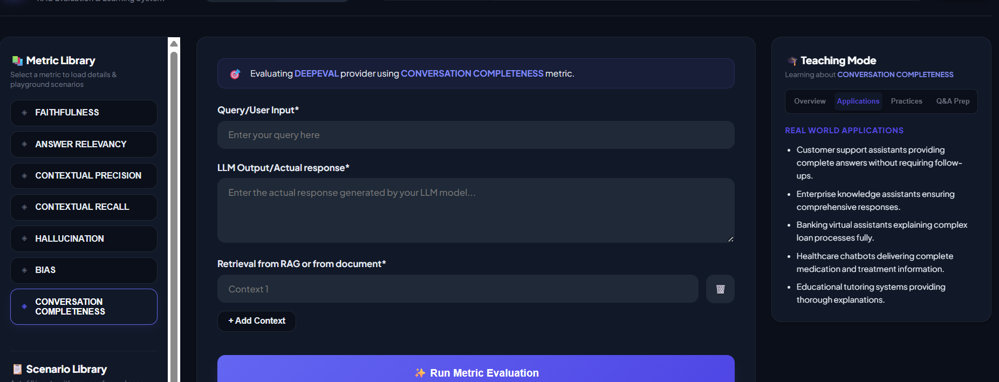 RAG Evaluation & Learning System
Metric Library
Select a metric to load details &
playground scenarios
FAITHFULNESS
ANSWER RELEVANCY
CONTEXTUAL PRECISION
CONTEXTUAL RECALL
HALLUCINATION
BIAS
CONVERSATION
COMPLETENESS
Scenario Library
Evaluating DEEPEVAL provider using CONVERSATION COMPLETENESS metric.
Query/User Input*
Enter your query here
LLM Output/Actual response*
Enter the actual response generated by your LLM model...
Retrieval from RAG or from document*
Context 1
+ Add Context
Run Metric Evaluation
Teaching Mode
Learning about CONVERSATION COMPLETENESS
Overview Applications Practices Q&A Prep
REAL WORLD APPLICATIONS
• Customer support assistants providing
complete answers without requiring follow-
ups.
• Enterprise knowledge assistants ensuring
comprehensive responses.
• Banking virtual assistants explaining complex
loan processes fully.
• Healthcare chatbots delivering complete
medication and treatment information.
• Educational tutoring systems providing
thorough explanations.